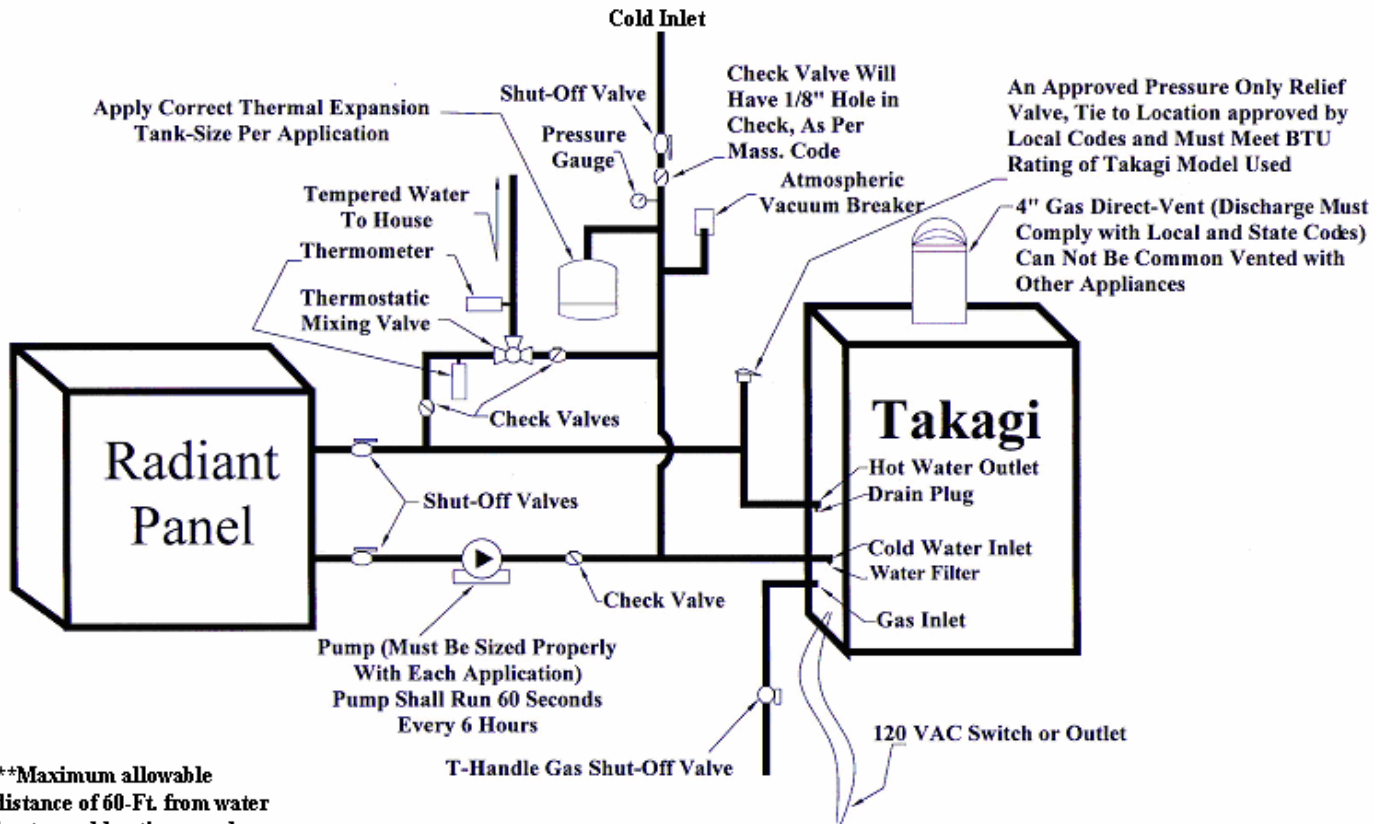 Cold Inlet
Shut-Off Valve
Check Valve Will
Have 1/8" Hole in
Check, As Per
Mass. Code
An Approved Pressure Only Relief
Valve, Tie to Location approved by
Local Codes and Must Meet BTU
Rating of Takagi Model Used
Apply Correct Thermal Expansion
Tank-Size Per Application
Pressure
Gauge
Atmospheric
Vacuum Breaker
Tempered Water
To House
4" Gas Direct-Vent (Discharge Must
Comply with Local and State Codes)
Can Not Be Common Vented with
Other Appliances
Thermometer
Thermostatic
Mixing Valve
Check Valves
Radiant
Panel
Takagi
Hot Water Outlet
Drain Plug
Shut-Off Valves
Cold Water Inlet
Water Filter
Check Valve
Gas Inlet
Pump (Must Be Sized Properly
With Each Application)
Pump Shall Run 60 Seconds
Every 6 Hours
120 VAC Switch or Outlet
T-Handle Gas Shut-Off Valve
**Maximum allowable
distance of 60-Ft. from water